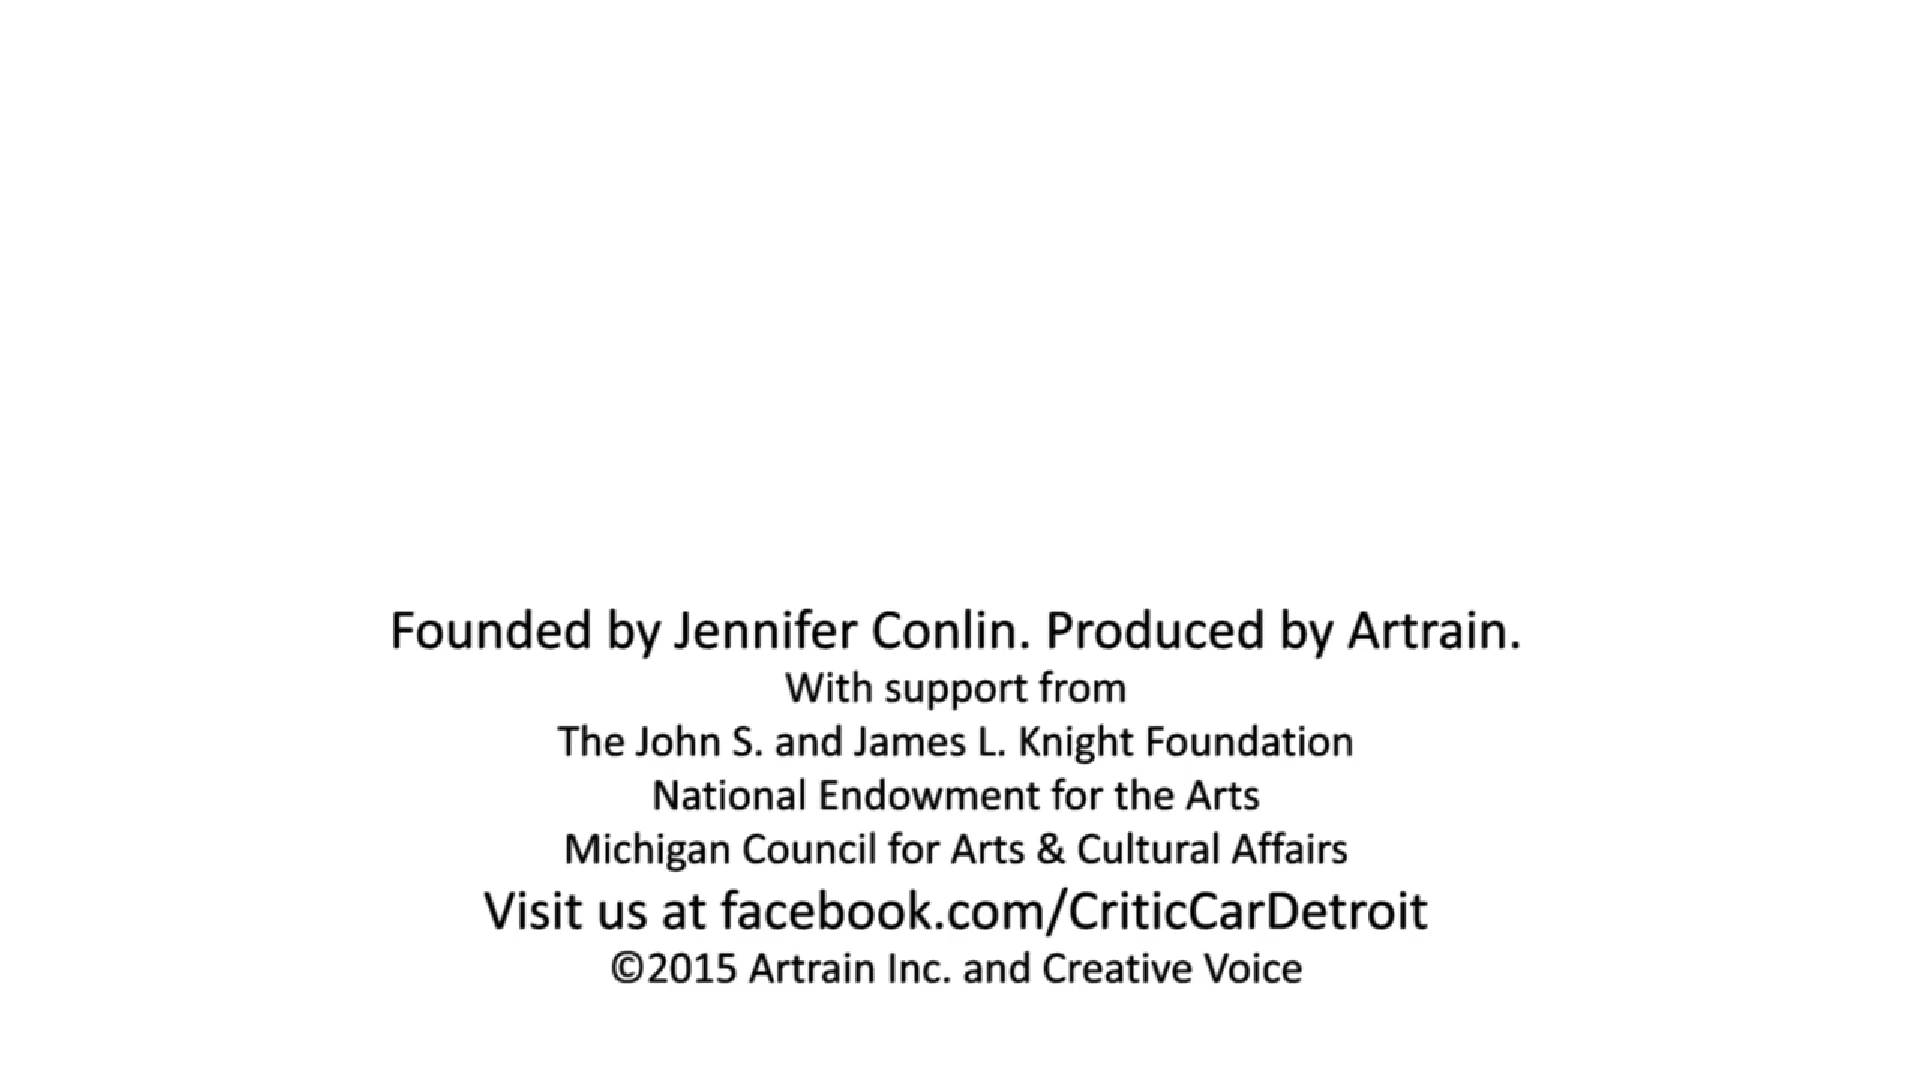 Founded by Jennifer Conlin. Produced by Artrain.
With support from
The John S. and James L. Knight Foundation
National Endowment for the Arts
Michigan Council for Arts & Cultural Affairs
Visit us at facebook.com/CriticCarDetroit
©2015 Artrain Inc. and Creative Voice